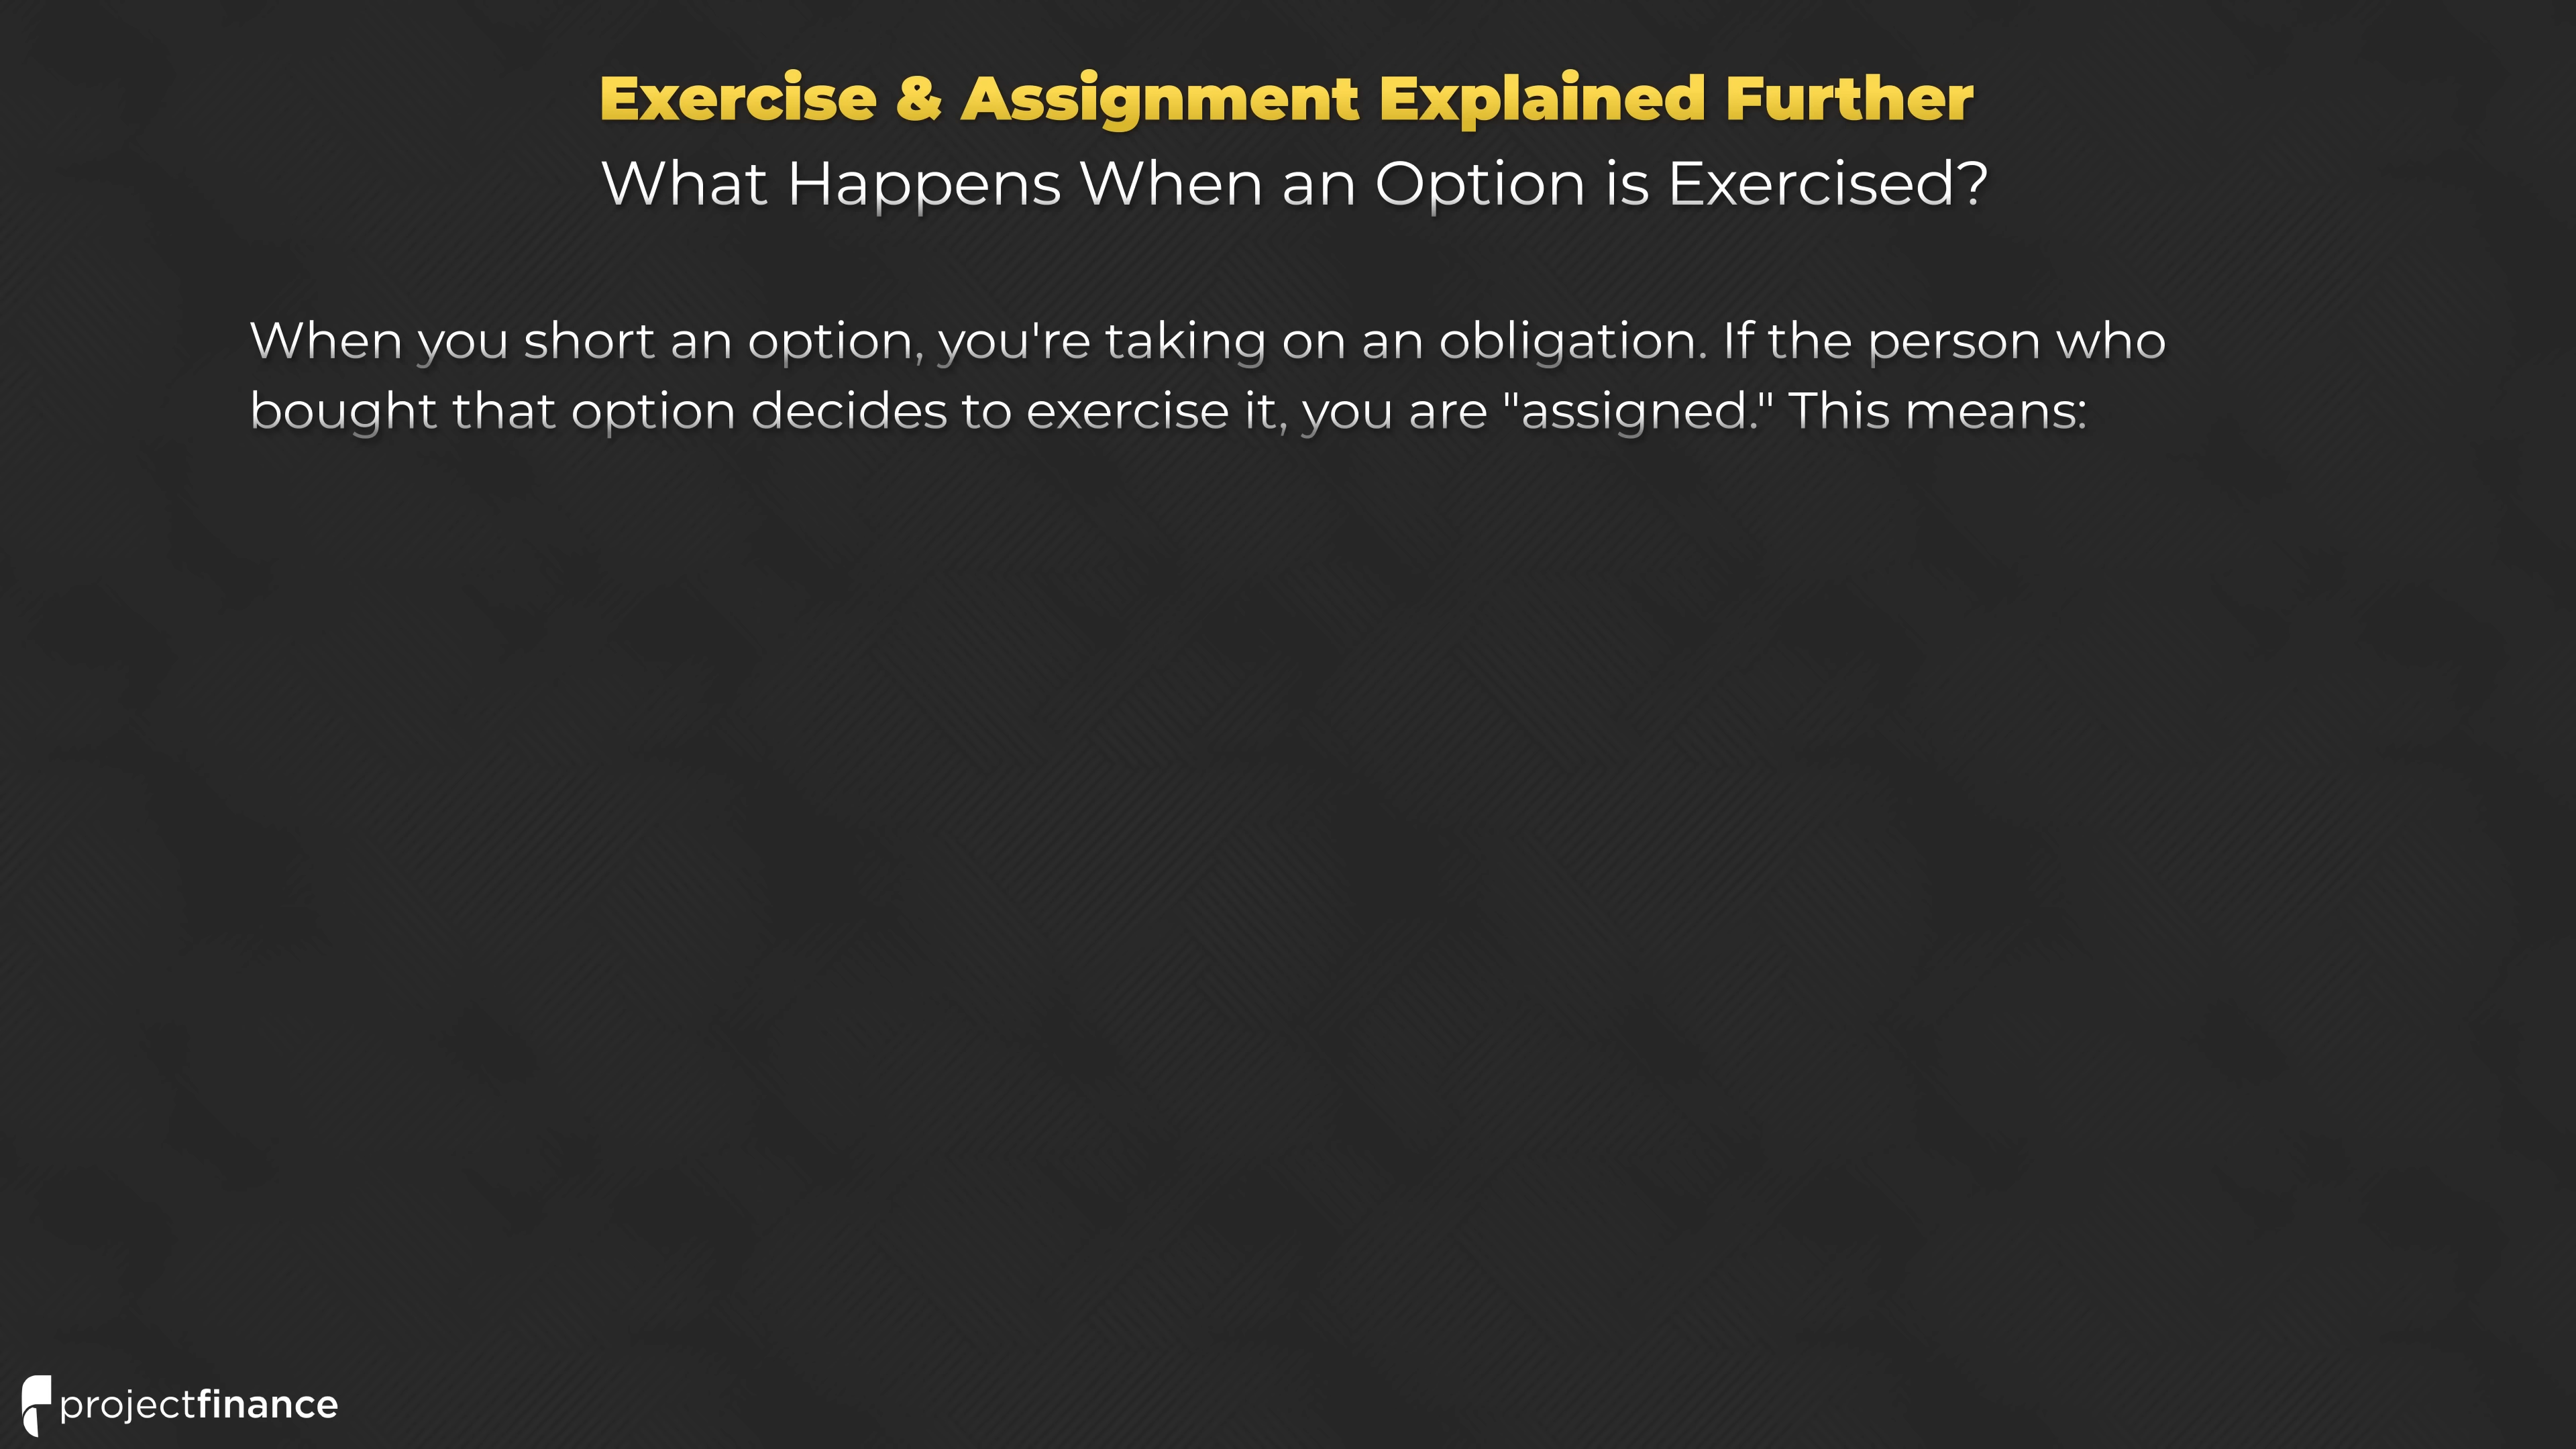 Exercise & Assignment Explained Further
What Happens When an Option is Exercised?
When you short an option, you're taking on an obligation. If the person who
bought that option decides to exercise it, you are "assigned." This means:
projectfinance